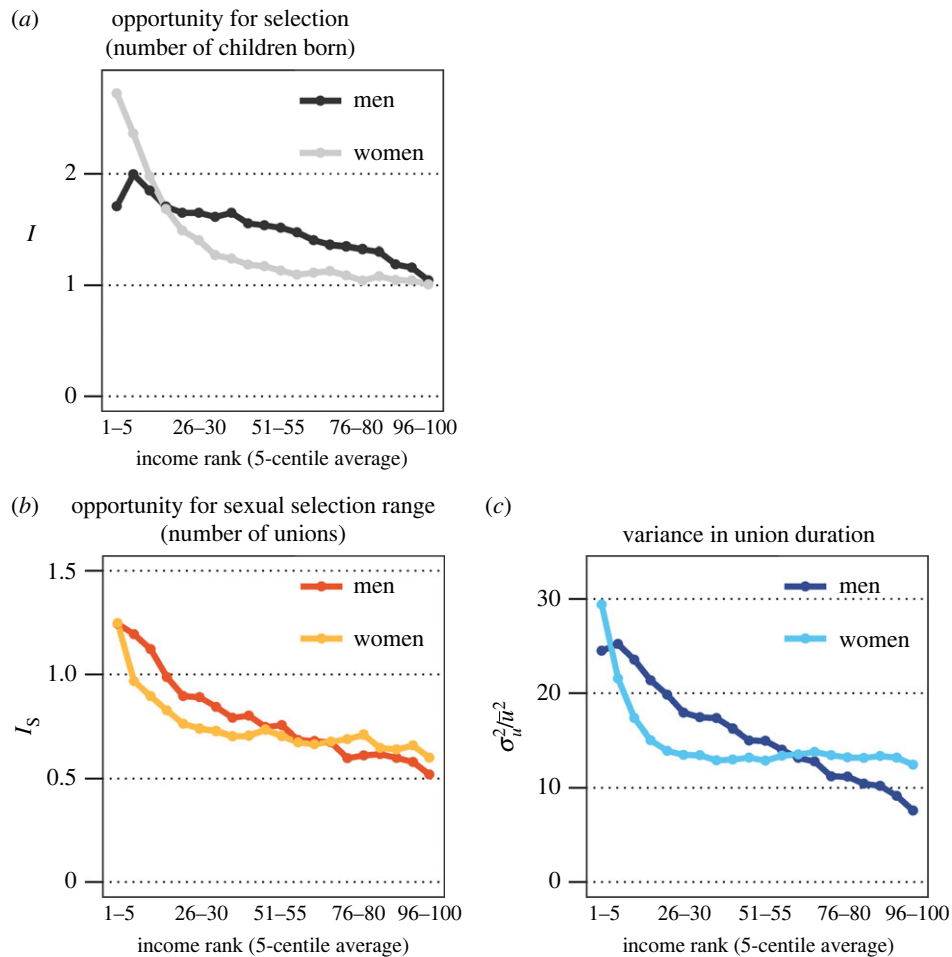 (a) opportunity for selection
(number of children born)
men
women
2
I
1
0
1–5 26–30 51–55 76–80 96–100
income rank (5-centile average)
(b) opportunity for sexual selection range
(number of unions)
1.5
men
women
1.0
I_S
0.5
0
1–5 26–30 51–55 76–80 96–100
income rank (5-centile average)
(c)
variance in union duration
30
men
women
20
σ_u²/u̅²
10
0
1–5 26–30 51–55 76–80 96–100
income rank (5-centile average)